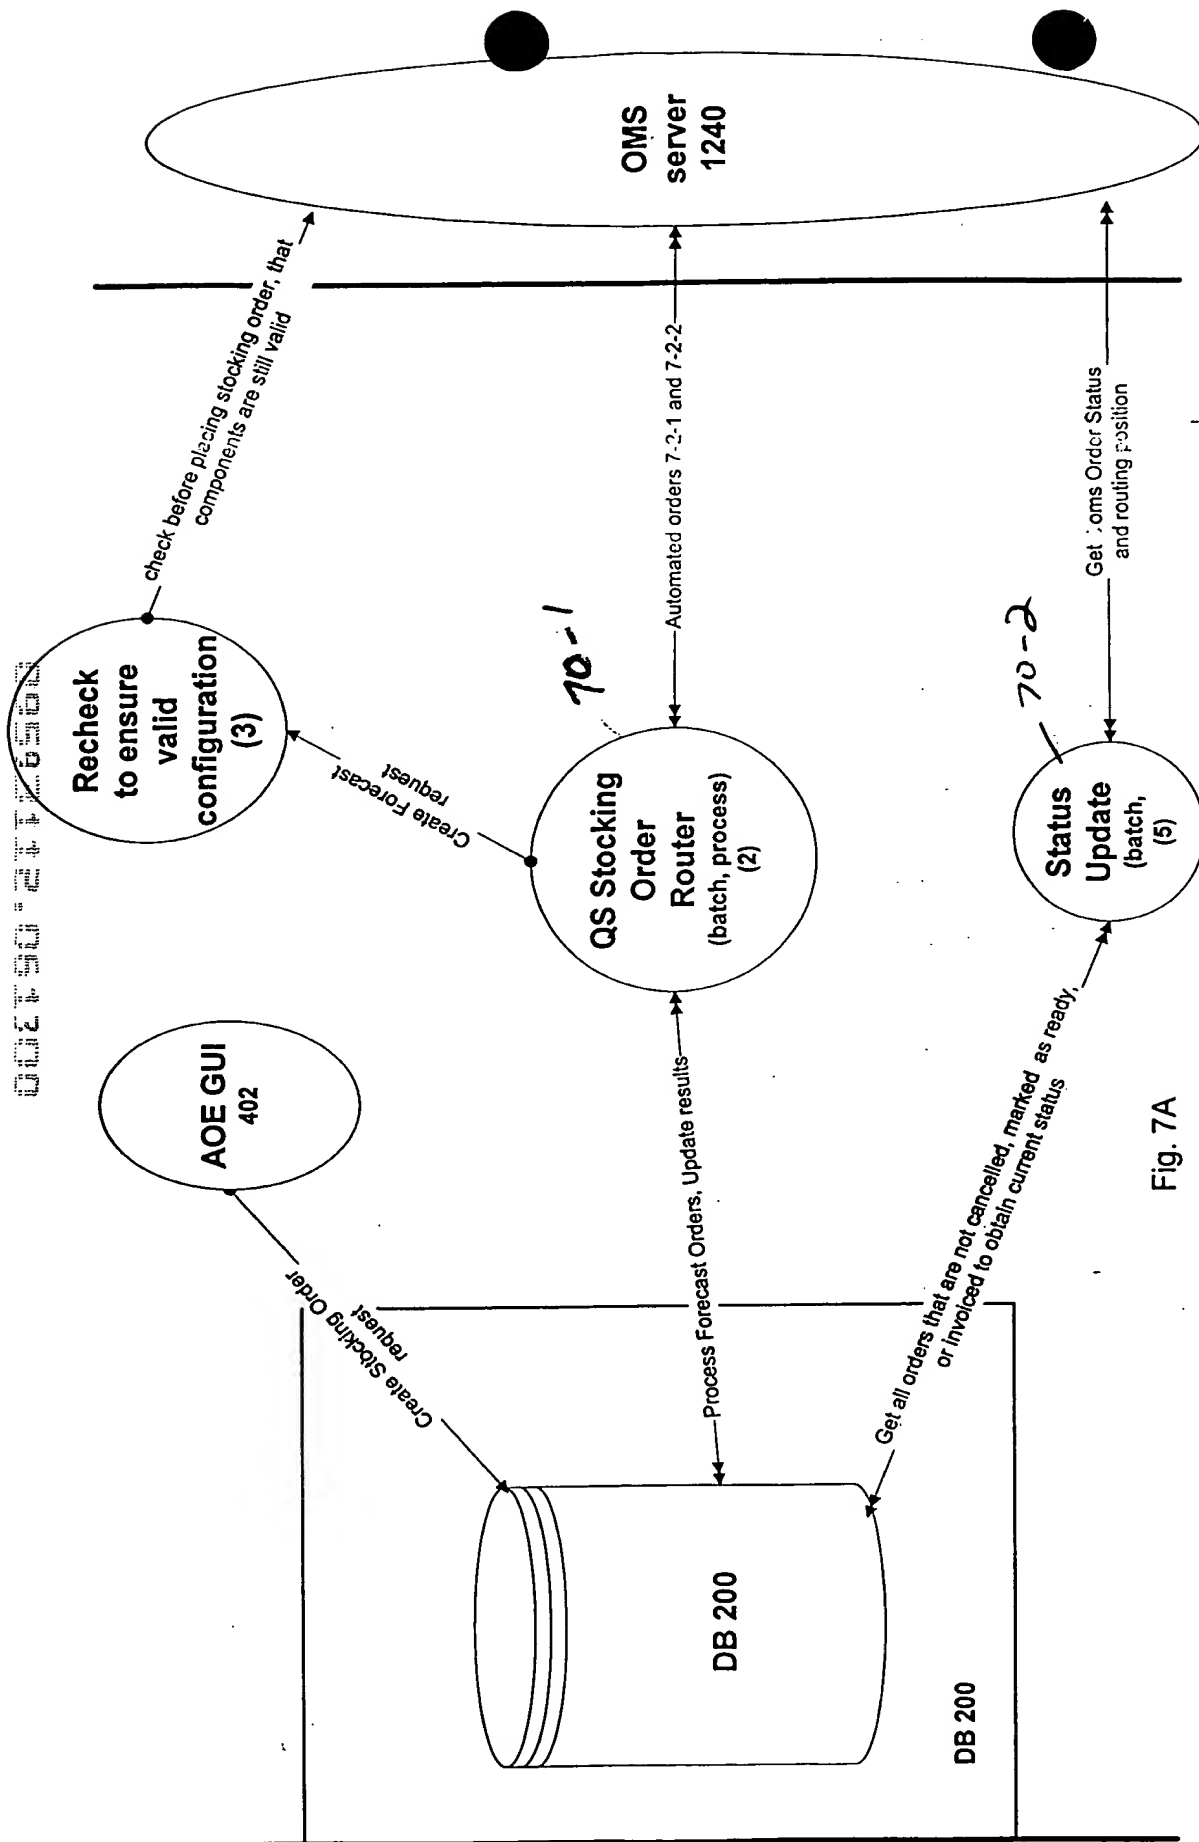 OMS
server
1240
check before placing stocking order, that
components are still valid
Recheck
to ensure
valid
configuration
(3)
Create Forecast
request
70-1
Automated orders 7-2-1 and 7-2-2
QS Stocking
Order
Router
(batch, process)
(2)
Get oms Order Status
and routing position
70-2
Status
Update
(batch,
(5)
AOE GUI
402
Create Stocking Order
request
Process Forecast Orders, Update results
Get all orders that are not cancelled, marked as ready,
or invoiced to obtain current status
DB 200
DB 200
Fig. 7A